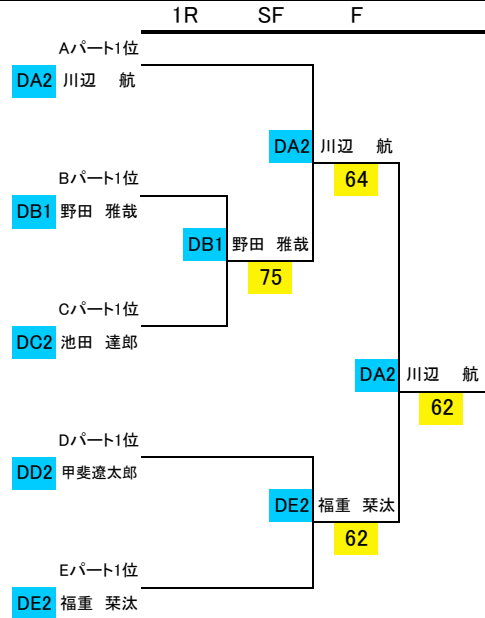 1R SF F
Aパート1位
DA2 川辺 航
DA2 川辺 航
64
Bパート1位
DB1 野田 雅哉
DB1 野田 雅哉
75
Cパート1位
DC2 池田 達郎
DA2 川辺 航
62
Dパート1位
DD2 甲斐遼太郎
DE2 福重 栞汰
62
Eパート1位
DE2 福重 栞汰